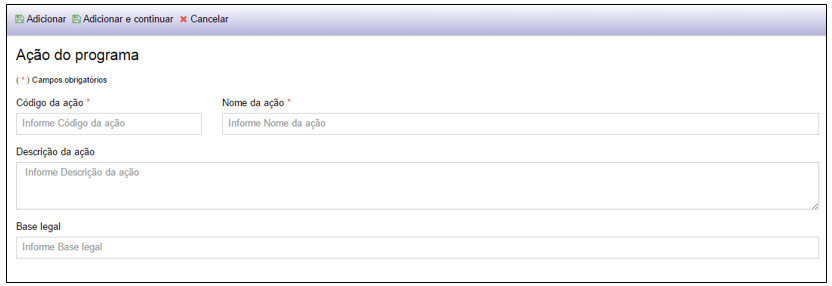 Adicionar Adicionar e continuar Cancelar
Ação do programa
( * ) Campos obrigatórios
Código da ação * Nome da ação *
Informe Código da ação Informe Nome da ação
Descrição da ação
Informe Descrição da ação
Base legal
Informe Base legal